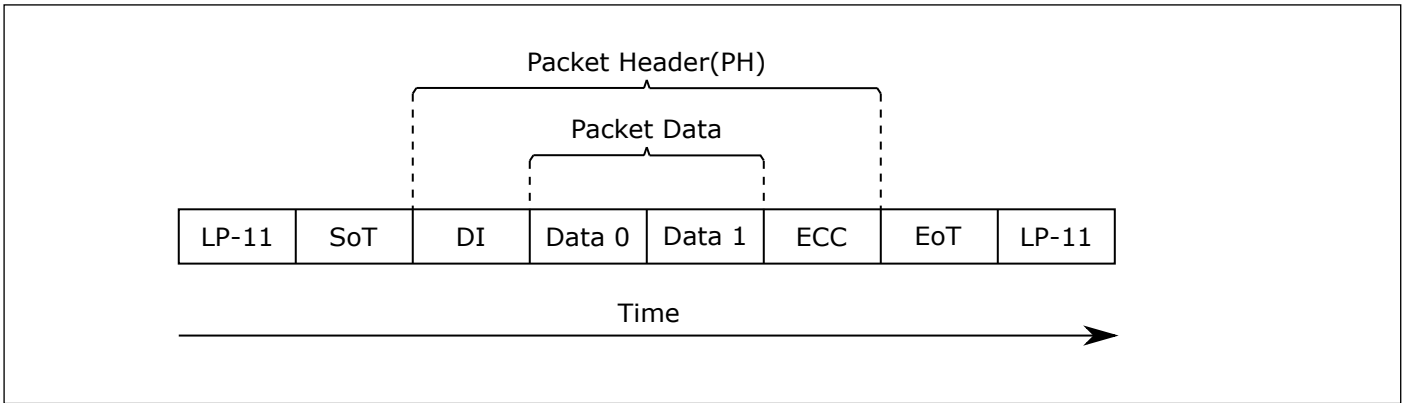 Packet Header(PH)
Packet Data
LP-11 SoT DI Data 0 Data 1 ECC EoT LP-11
Time